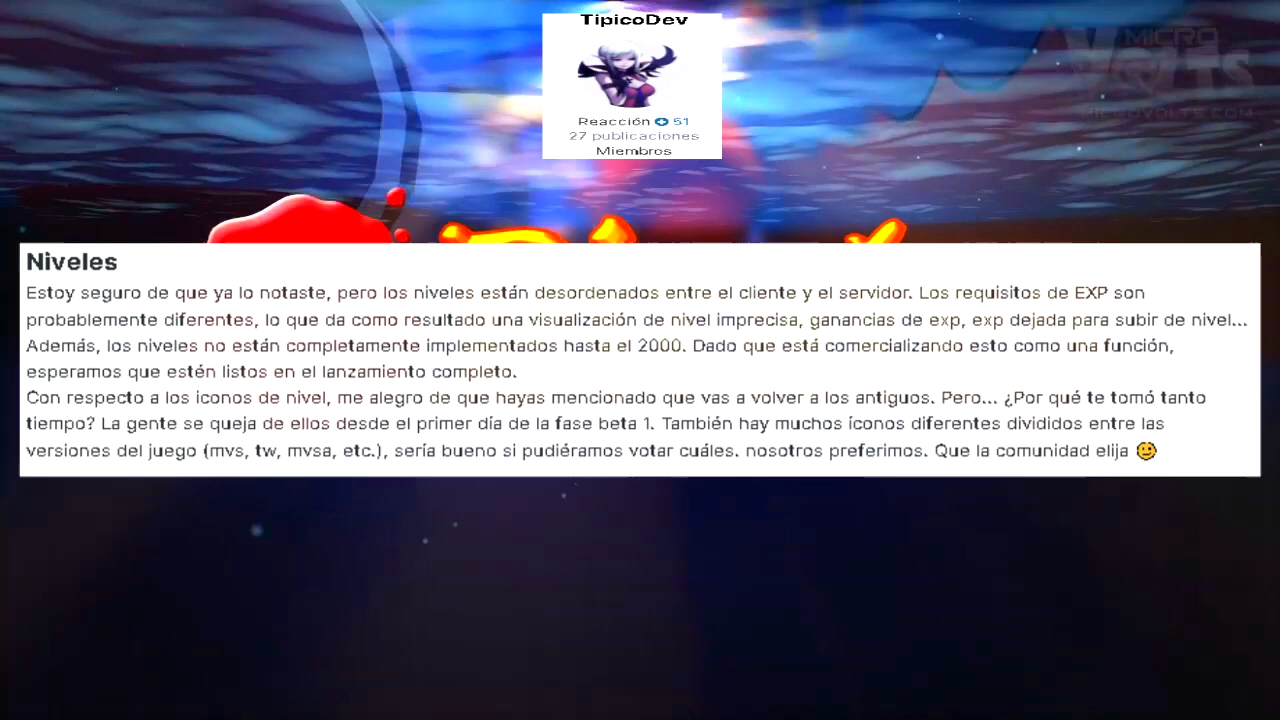 TipicoDev
MICRO
VOLTS
MICROVOLTS.COM
Reacción 51
27 publicaciones
Miembros
Niveles
Estoy seguro de que ya lo notaste, pero los niveles están desordenados entre el cliente y el servidor. Los requisitos de EXP son
probablemente diferentes, lo que da como resultado una visualización de nivel imprecisa, ganancias de exp, exp dejada para subir de nivel...
Además, los niveles no están completamente implementados hasta el 2000. Dado que está comercializando esto como una función,
esperamos que estén listos en el lanzamiento completo.
Con respecto a los iconos de nivel, me alegro de que hayas mencionado que vas a volver a los antiguos. Pero... ¿Por qué te tomó tanto
tiempo? La gente se queja de ellos desde el primer día de la fase beta 1. También hay muchos íconos diferentes divididos entre las
versiones del juego (mvs, tw, mvsa, etc.), sería bueno si pudiéramos votar cuáles. nosotros preferimos. Que la comunidad elija